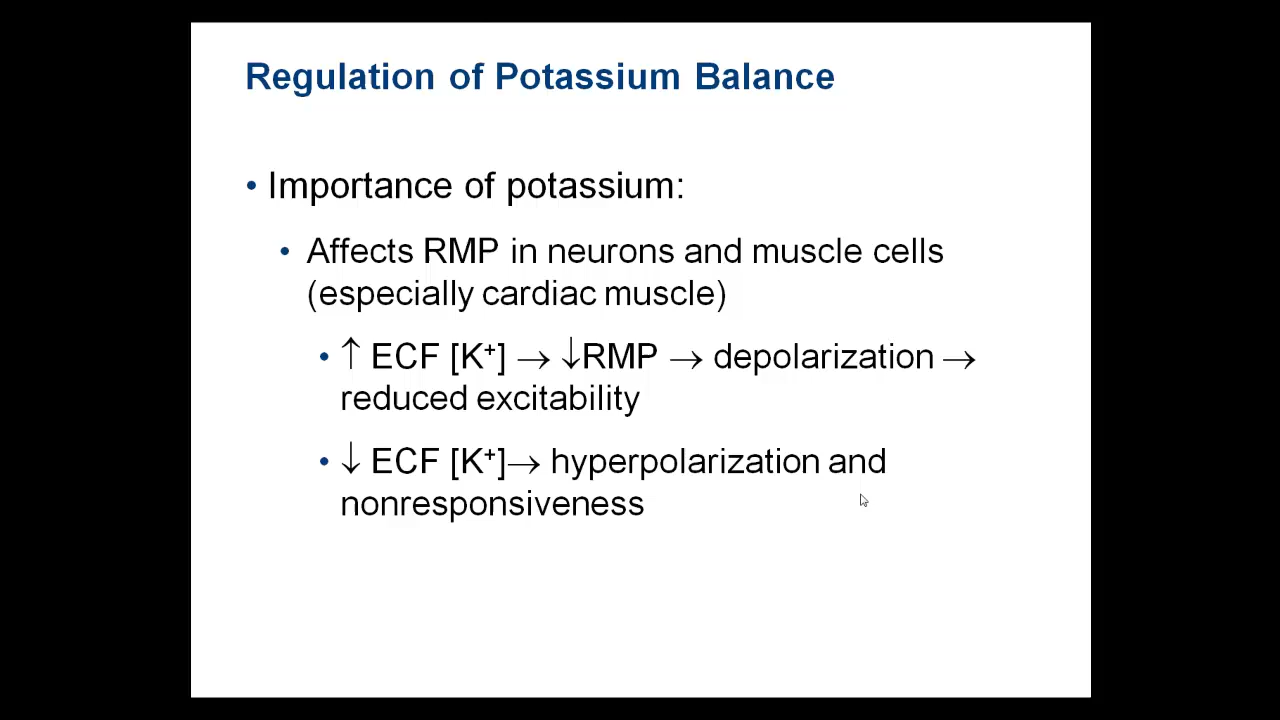 Regulation of Potassium Balance
• Importance of potassium:
• Affects RMP in neurons and muscle cells
(especially cardiac muscle)
• ↑ ECF [K⁺] → ↓RMP → depolarization →
reduced excitability
• ↓ ECF [K⁺]→ hyperpolarization and
nonresponsiveness